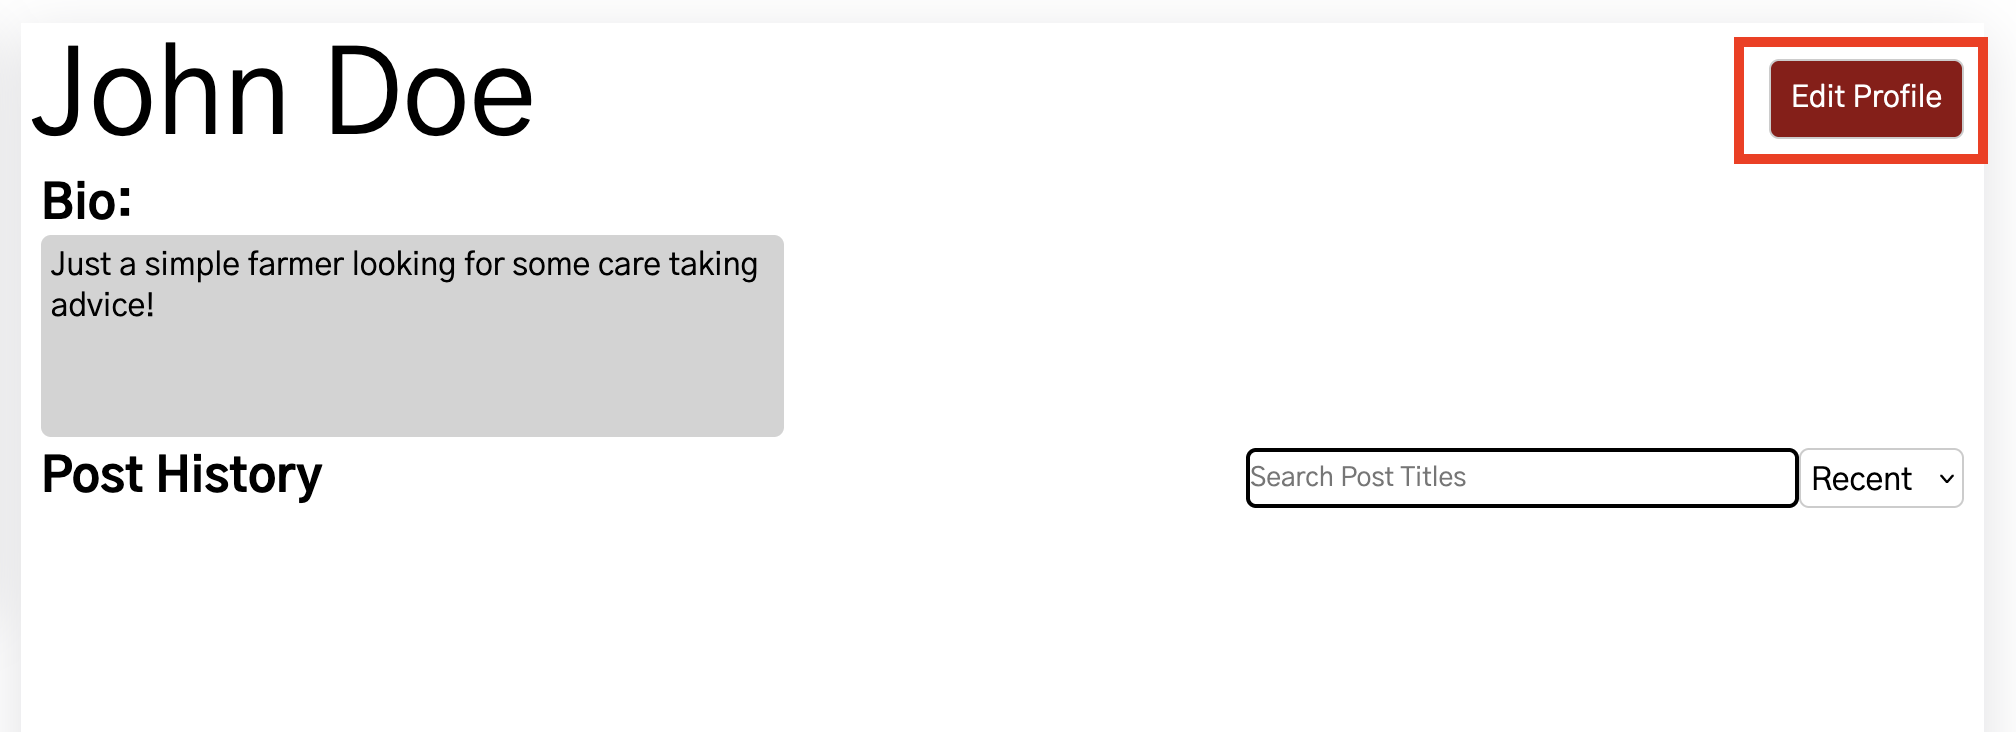 John Doe
Edit Profile
Bio:
Just a simple farmer looking for some care taking
advice!
Post History
Search Post Titles
Recent